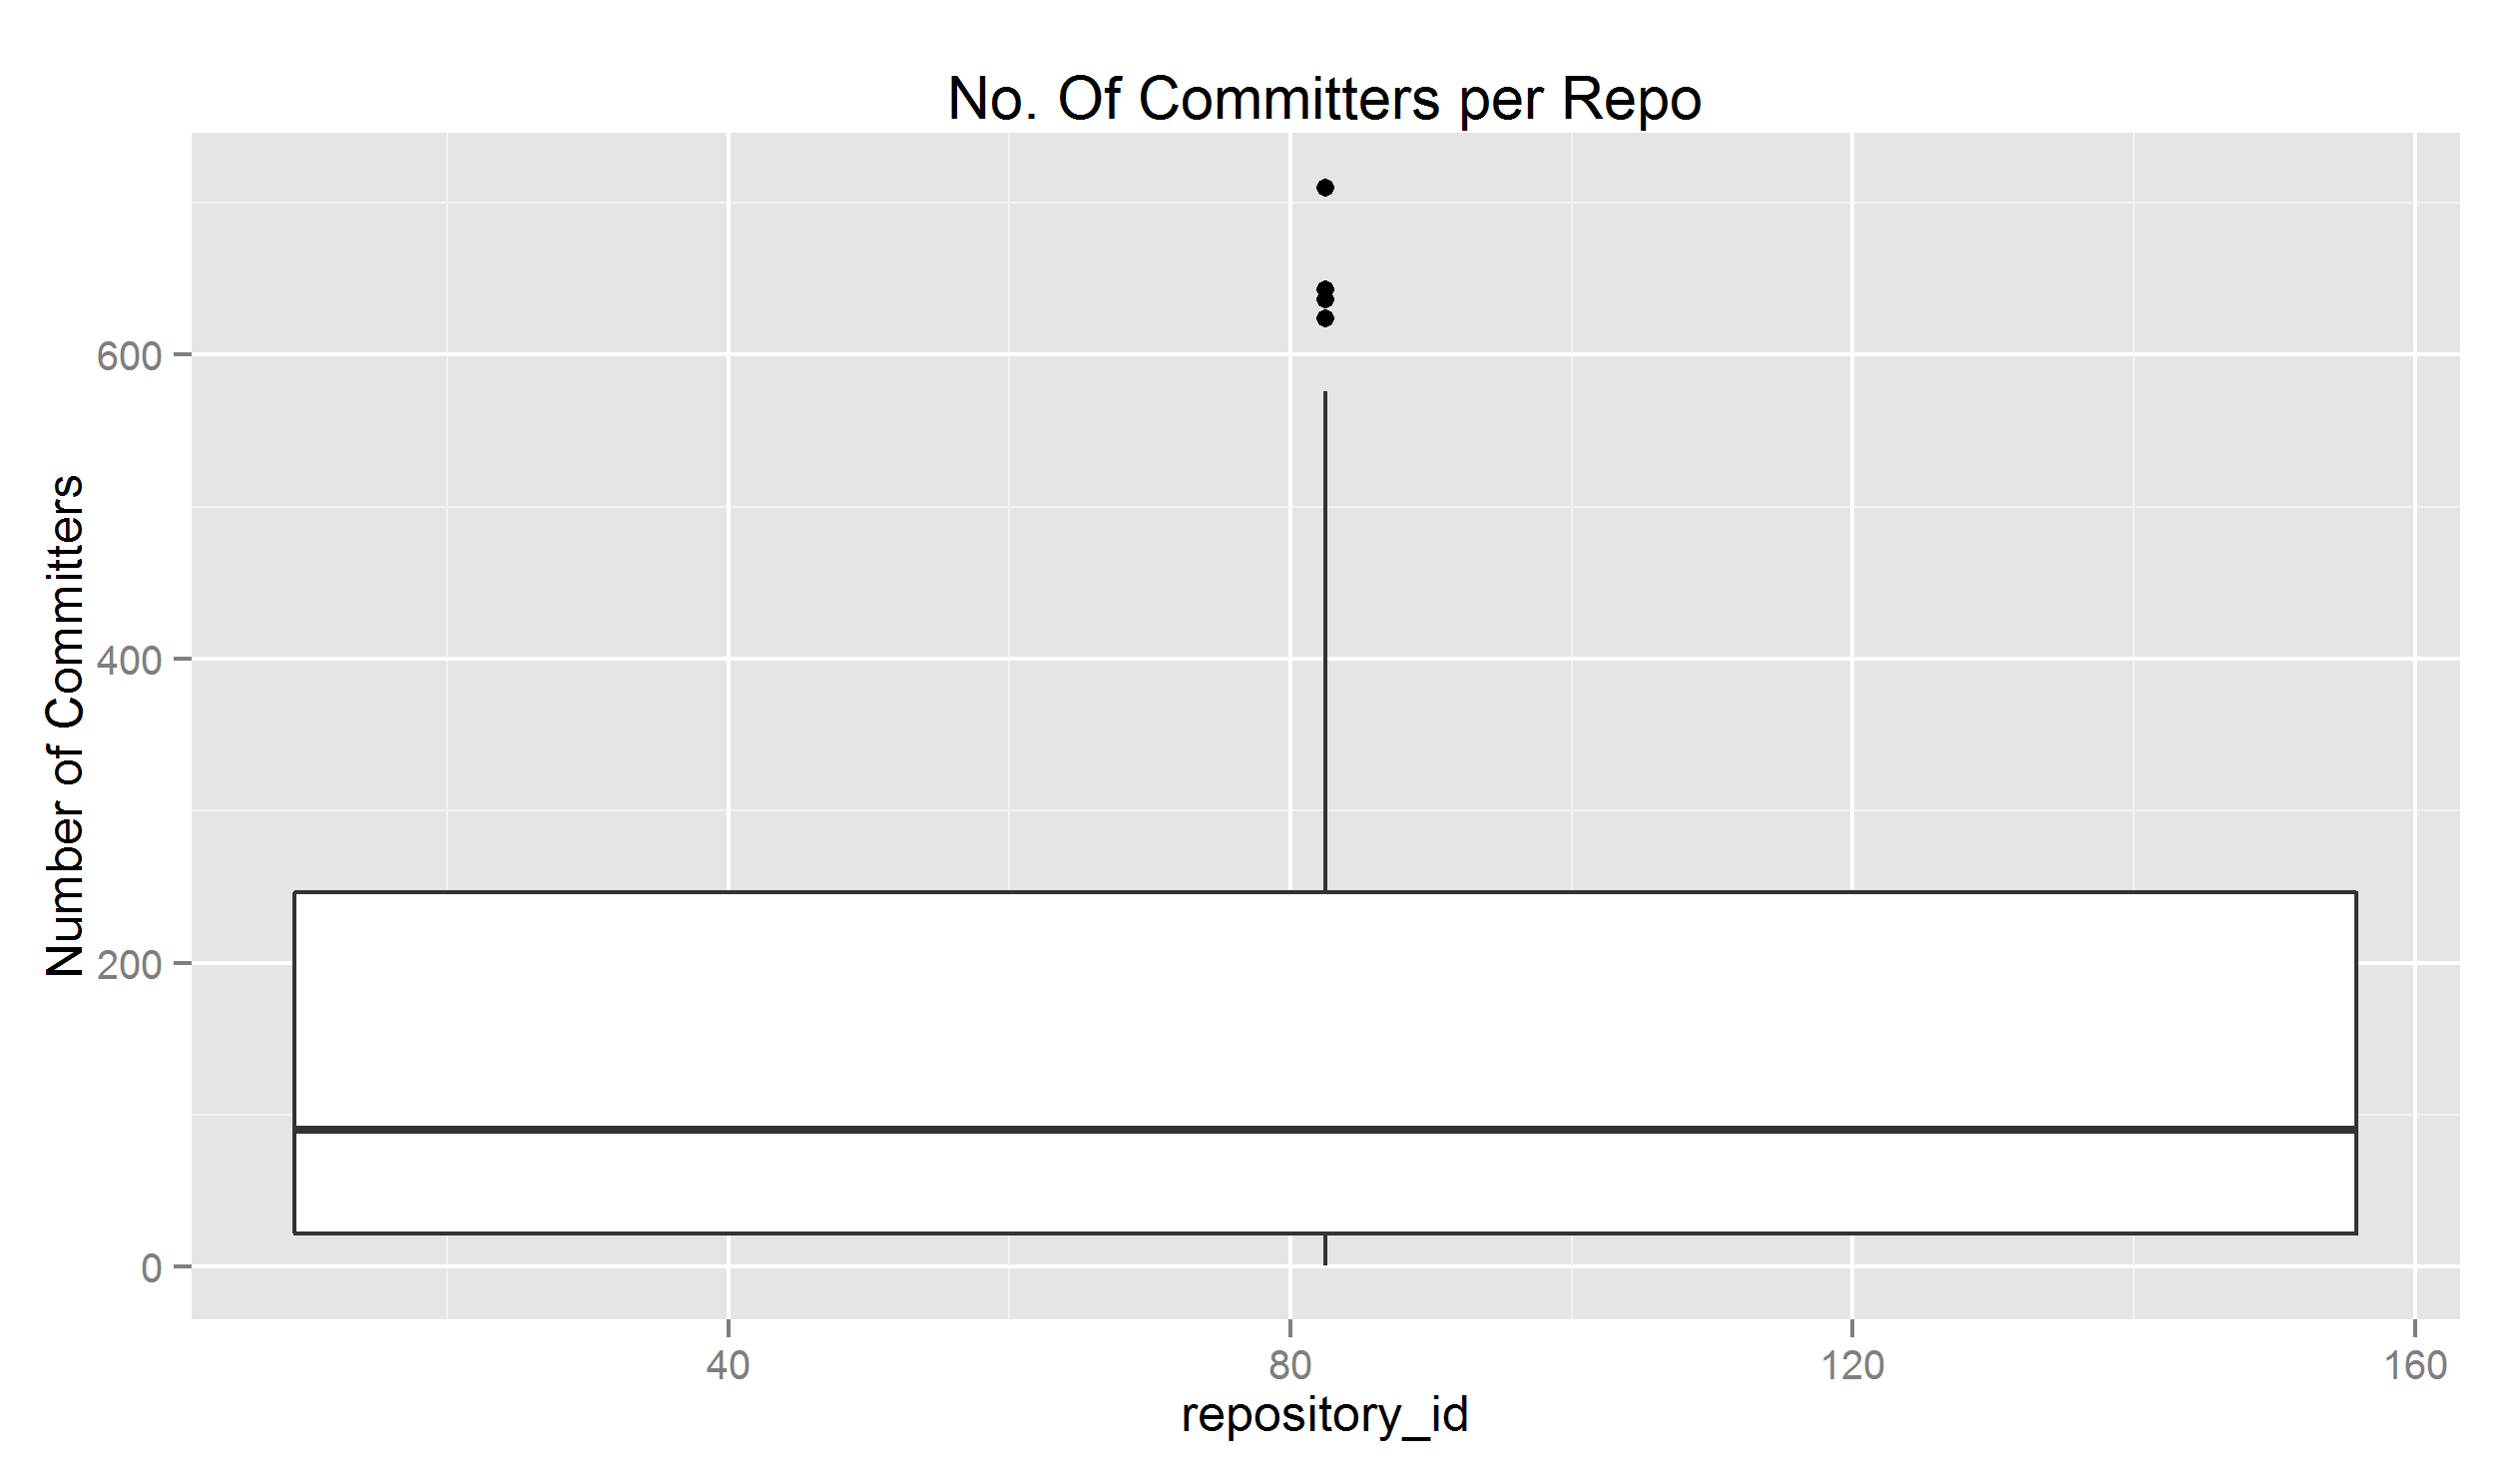 No. Of Committers per Repo
Number of Committers
600
400
200
0
40 80 120 160
repository_id